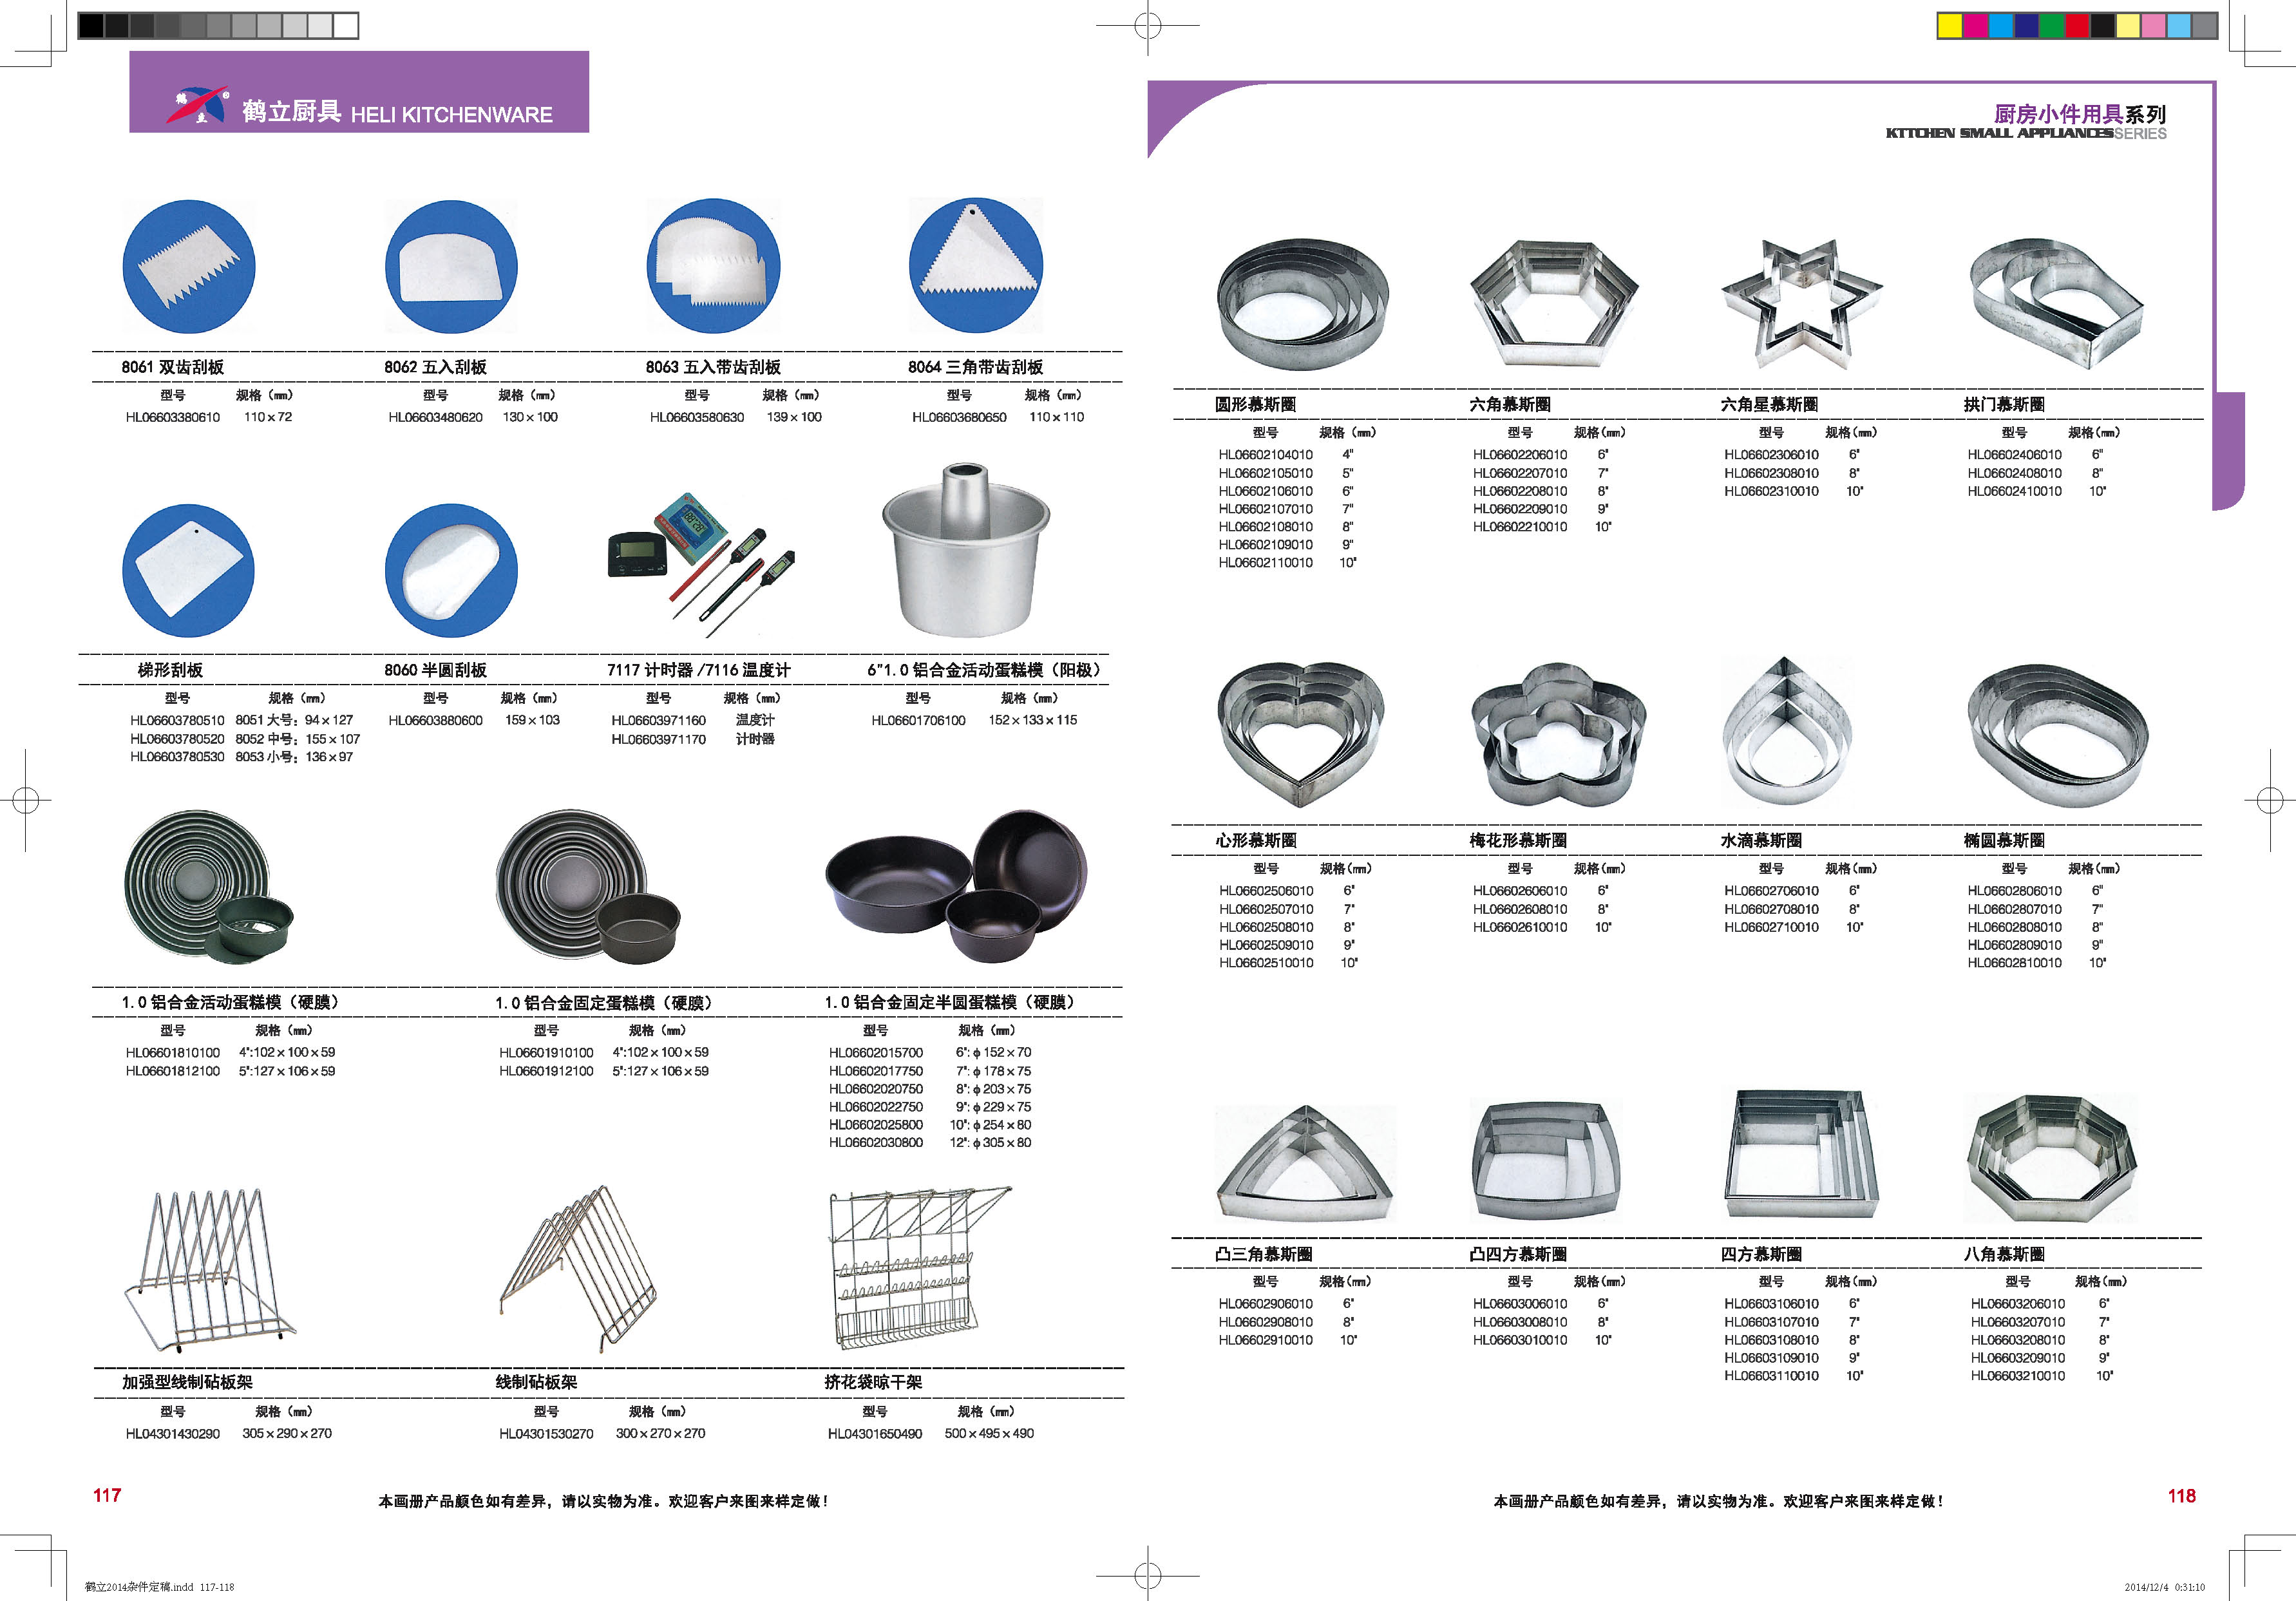 鹤立厨具 HELI KITCHENWARE
8061 双齿刮板
型号 规格（mm）
HL06603380610 110×72
8062 五入刮板
型号 规格（mm）
HL06603480620 130×100
8063 五入带齿刮板
型号 规格（mm）
HL06603580630 139×100
8064 三角带齿刮板
型号 规格（mm）
HL06603680650 110×110
梯形刮板
型号 规格（mm）
HL06603780510 8051 大号：94×127
HL06603780520 8052 中号：155×107
HL06603780530 8053 小号：136×97
8060 半圆刮板
型号 规格（mm）
HL06603880600 159×103
7117 计时器 /7116 温度计
型号 规格（mm）
HL06603971160 温度计
HL06603971170 计时器
6"1.0 铝合金活动蛋糕模（阳极）
型号 规格（mm）
HL06601706100 152×133×115
1.0 铝合金活动蛋糕模（硬膜）
型号 规格（mm）
HL06601810100 4":102×100×59
HL06601812100 5":127×106×59
1.0 铝合金固定蛋糕模（硬膜）
型号 规格（mm）
HL06601910100 4":102×100×59
HL06601912100 5":127×106×59
1.0 铝合金固定半圆蛋糕模（硬膜）
型号 规格（mm）
HL06602015700 6":φ152×70
HL06602017750 7":φ178×75
HL06602020750 8":φ203×75
HL06602022750 9":φ229×75
HL06602025800 10":φ254×80
HL06602030800 12":φ305×80
加强型线制砧板架
型号 规格（mm）
HL04301430290 305×290×270
线制砧板架
型号 规格（mm）
HL04301530270 300×270×270
挤花袋晾干架
型号 规格（mm）
HL04301650490 500×495×490
117
本画册产品颜色如有差异，请以实物为准。欢迎客户来图来样定做！
鹤立2014杂件定稿.indd 117-118
厨房小件用具系列
KTTCHEN SMALL APPLIANCESSERIES
圆形慕斯圈
型号 规格（mm）
HL06602104010 4"
HL06602105010 5"
HL06602106010 6"
HL06602107010 7"
HL06602108010 8"
HL06602109010 9"
HL06602110010 10"
六角慕斯圈
型号 规格(mm)
HL06602206010 6"
HL06602207010 7"
HL06602208010 8"
HL06602209010 9"
HL06602210010 10"
六角星慕斯圈
型号 规格(mm)
HL06602306010 6"
HL06602308010 8"
HL06602310010 10"
拱门慕斯圈
型号 规格(mm)
HL06602406010 6"
HL06602408010 8"
HL06602410010 10"
心形慕斯圈
型号 规格(mm)
HL06602506010 6"
HL06602507010 7"
HL06602508010 8"
HL06602509010 9"
HL06602510010 10"
梅花形慕斯圈
型号 规格(mm)
HL06602606010 6"
HL06602608010 8"
HL06602610010 10"
水滴慕斯圈
型号 规格(mm)
HL06602706010 6"
HL06602708010 8"
HL06602710010 10"
椭圆慕斯圈
型号 规格(mm)
HL06602806010 6"
HL06602807010 7"
HL06602808010 8"
HL06602809010 9"
HL06602810010 10"
凸三角慕斯圈
型号 规格(mm)
HL06602906010 6"
HL06602908010 8"
HL06602910010 10"
凸四方慕斯圈
型号 规格(mm)
HL06603006010 6"
HL06603008010 8"
HL06603010010 10"
四方慕斯圈
型号 规格(mm)
HL06603106010 6"
HL06603107010 7"
HL06603108010 8"
HL06603109010 9"
HL06603110010 10"
八角慕斯圈
型号 规格(mm)
HL06603206010 6"
HL06603207010 7"
HL06603208010 8"
HL06603209010 9"
HL06603210010 10"
本画册产品颜色如有差异，请以实物为准。欢迎客户来图来样定做！
118
2014/12/4 0:31:10